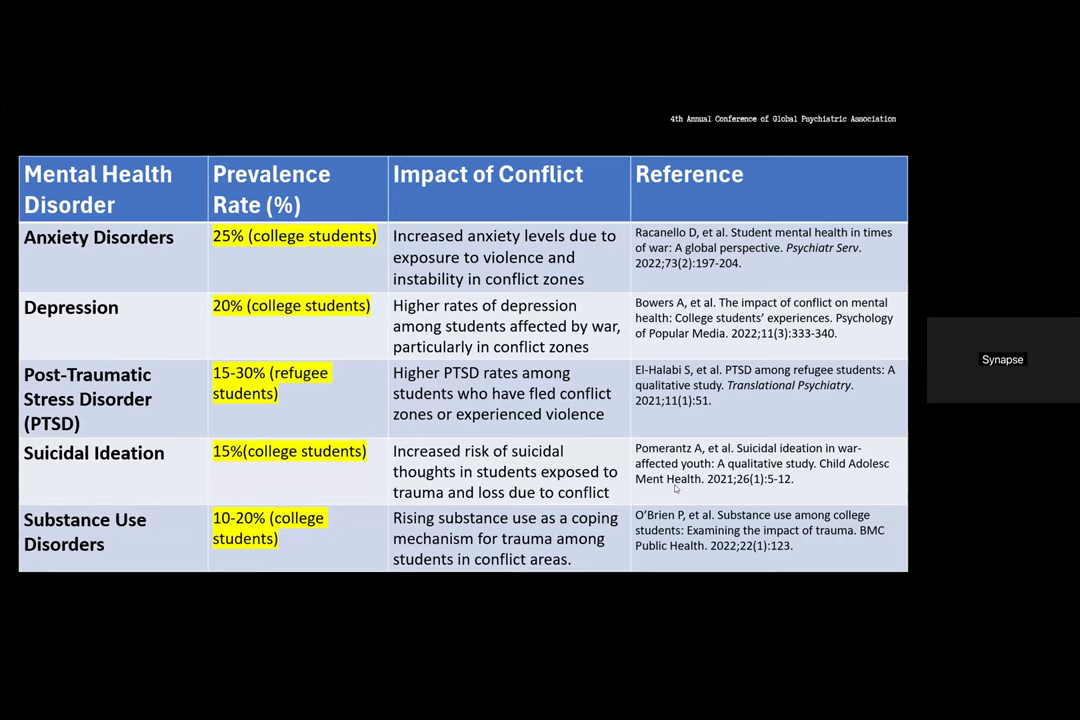 4th Annual Conference of Global Psychiatric Association
Mental Health
Disorder
Prevalence
Rate (%)
Impact of Conflict
Reference
Anxiety Disorders
25% (college students)
Increased anxiety levels due to
exposure to violence and
instability in conflict zones
Racanello D, et al. Student mental health in times
of war: A global perspective. Psychiatr Serv.
2022;73(2):197-204.
Depression
20% (college students)
Higher rates of depression
among students affected by war,
particularly in conflict zones
Bowers A, et al. The impact of conflict on mental
health: College students’ experiences. Psychology
of Popular Media. 2022;11(3):333-340.
Post-Traumatic
Stress Disorder
(PTSD)
15-30% (refugee
students)
Higher PTSD rates among
students who have fled conflict
zones or experienced violence
El-Halabi S, et al. PTSD among refugee students: A
qualitative study. Translational Psychiatry.
2021;11(1):51.
Suicidal Ideation
15%(college students)
Increased risk of suicidal
thoughts in students exposed to
trauma and loss due to conflict
Pomerantz A, et al. Suicidal ideation in war-
affected youth: A qualitative study. Child Adolesc
Ment Health. 2021;26(1):5-12.
Substance Use
Disorders
10-20% (college
students)
Rising substance use as a coping
mechanism for trauma among
students in conflict areas.
O’Brien P, et al. Substance use among college
students: Examining the impact of trauma. BMC
Public Health. 2022;22(1):123.
Synapse